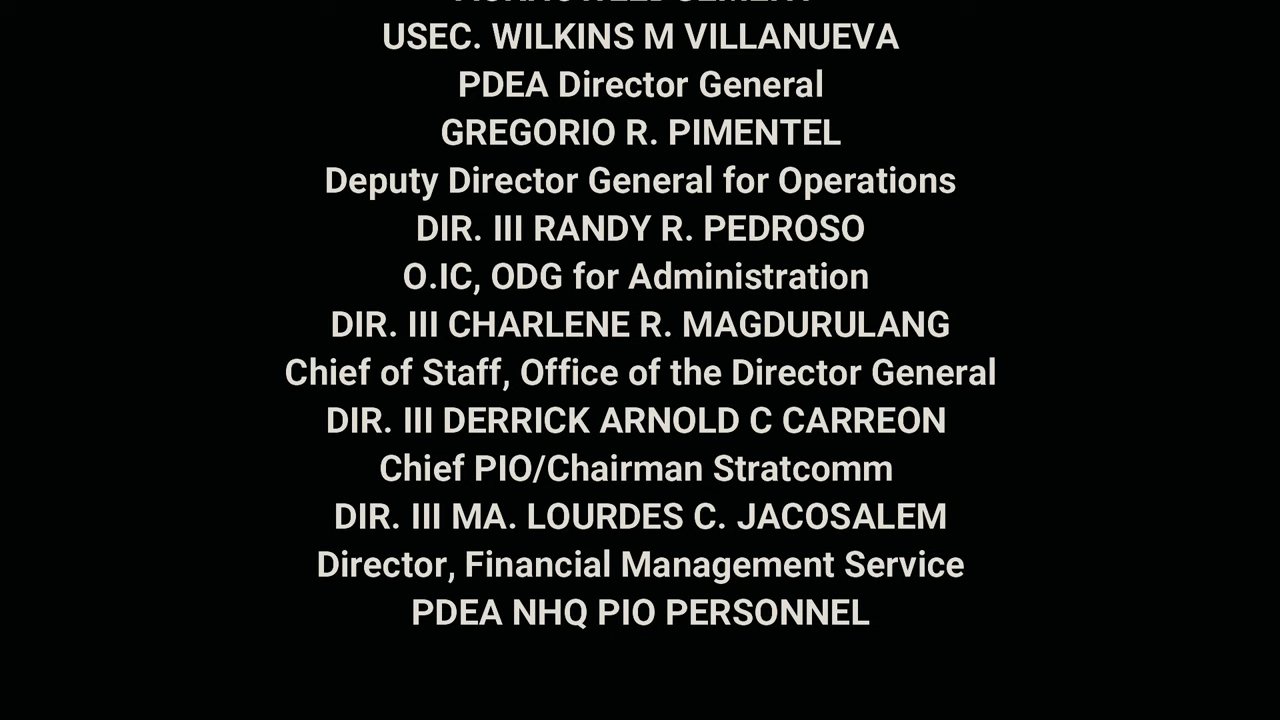 USEC. WILKINS M VILLANUEVA
PDEA Director General
GREGORIO R. PIMENTEL
Deputy Director General for Operations
DIR. III RANDY R. PEDROSO
O.IC, ODG for Administration
DIR. III CHARLENE R. MAGDURULANG
Chief of Staff, Office of the Director General
DIR. III DERRICK ARNOLD C CARREON
Chief PIO/Chairman Stratcomm
DIR. III MA. LOURDES C. JACOSALEM
Director, Financial Management Service
PDEA NHQ PIO PERSONNEL